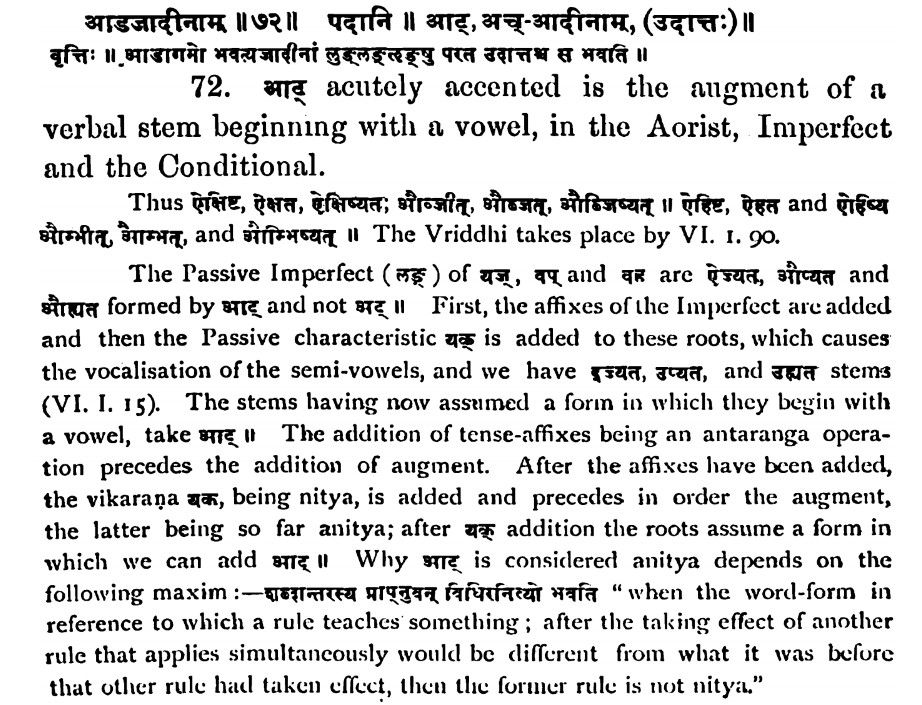 आडजादीनाम् ॥७२॥ पदानि ॥ आट्, अच्-आदीनाम्, (उदात्तः)॥
वृत्तिः ॥ आडागमो भवत्यजादीनां लुङ्लङ्लृङ्षु परत उदात्तश्च स भवति ॥
72. आट् acutely accented is the augment of a
verbal stem beginning with a vowel, in the Aorist, Imperfect
and the Conditional.
Thus ऐक्षिष्ट, ऐक्षत, ऐक्षिष्यत; औब्जीत्, औब्जत्, औब्जिष्यत् ॥ ऐहिष्ट, ऐहत and ऐहिष्य
औम्भीत्, औम्भत्, and औम्भिष्यत् ॥ The Vriddhi takes place by VI. 1. 90.
The Passive Imperfect (लङ्) of यज्, वप् and वह are ऐज्यत, औप्यत and
औह्यत formed by आट् and not अट् ॥ First, the affixes of the Imperfect are added
and then the Passive characteristic यक् is added to these roots, which causes
the vocalisation of the semi-vowels, and we have इज्यत, उप्यत, and उह्यत stems
(VI. I. 15). The stems having now assumed a form in which they begin with
a vowel, take आट् ॥ The addition of tense-affixes being an antaranga opera-
tion precedes the addition of augment. After the affixes have been added,
the vikaraṇa यक, being nitya, is added and precedes in order the augment,
the latter being so far anitya; after यक् addition the roots assume a form in
which we can add आट् ॥ Why आट् is considered anitya depends on the
following maxim :—शब्दान्तरस्य प्राप्नुवन् विधिरनित्यो भवति "when the word-form in
reference to which a rule teaches something; after the taking effect of another
rule that applies simultaneously would be different from what it was before
that other rule had taken effect, then the former rule is not nitya."